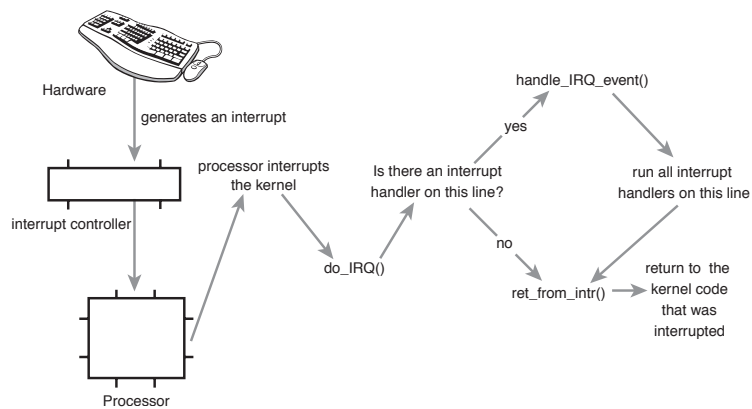 Hardware
generates an interrupt
interrupt controller
Processor
processor interrupts
the kernel
do_IRQ()
Is there an interrupt
handler on this line?
yes
no
handle_IRQ_event()
run all interrupt
handlers on this line
ret_from_intr()
return to the
kernel code
that was
interrupted